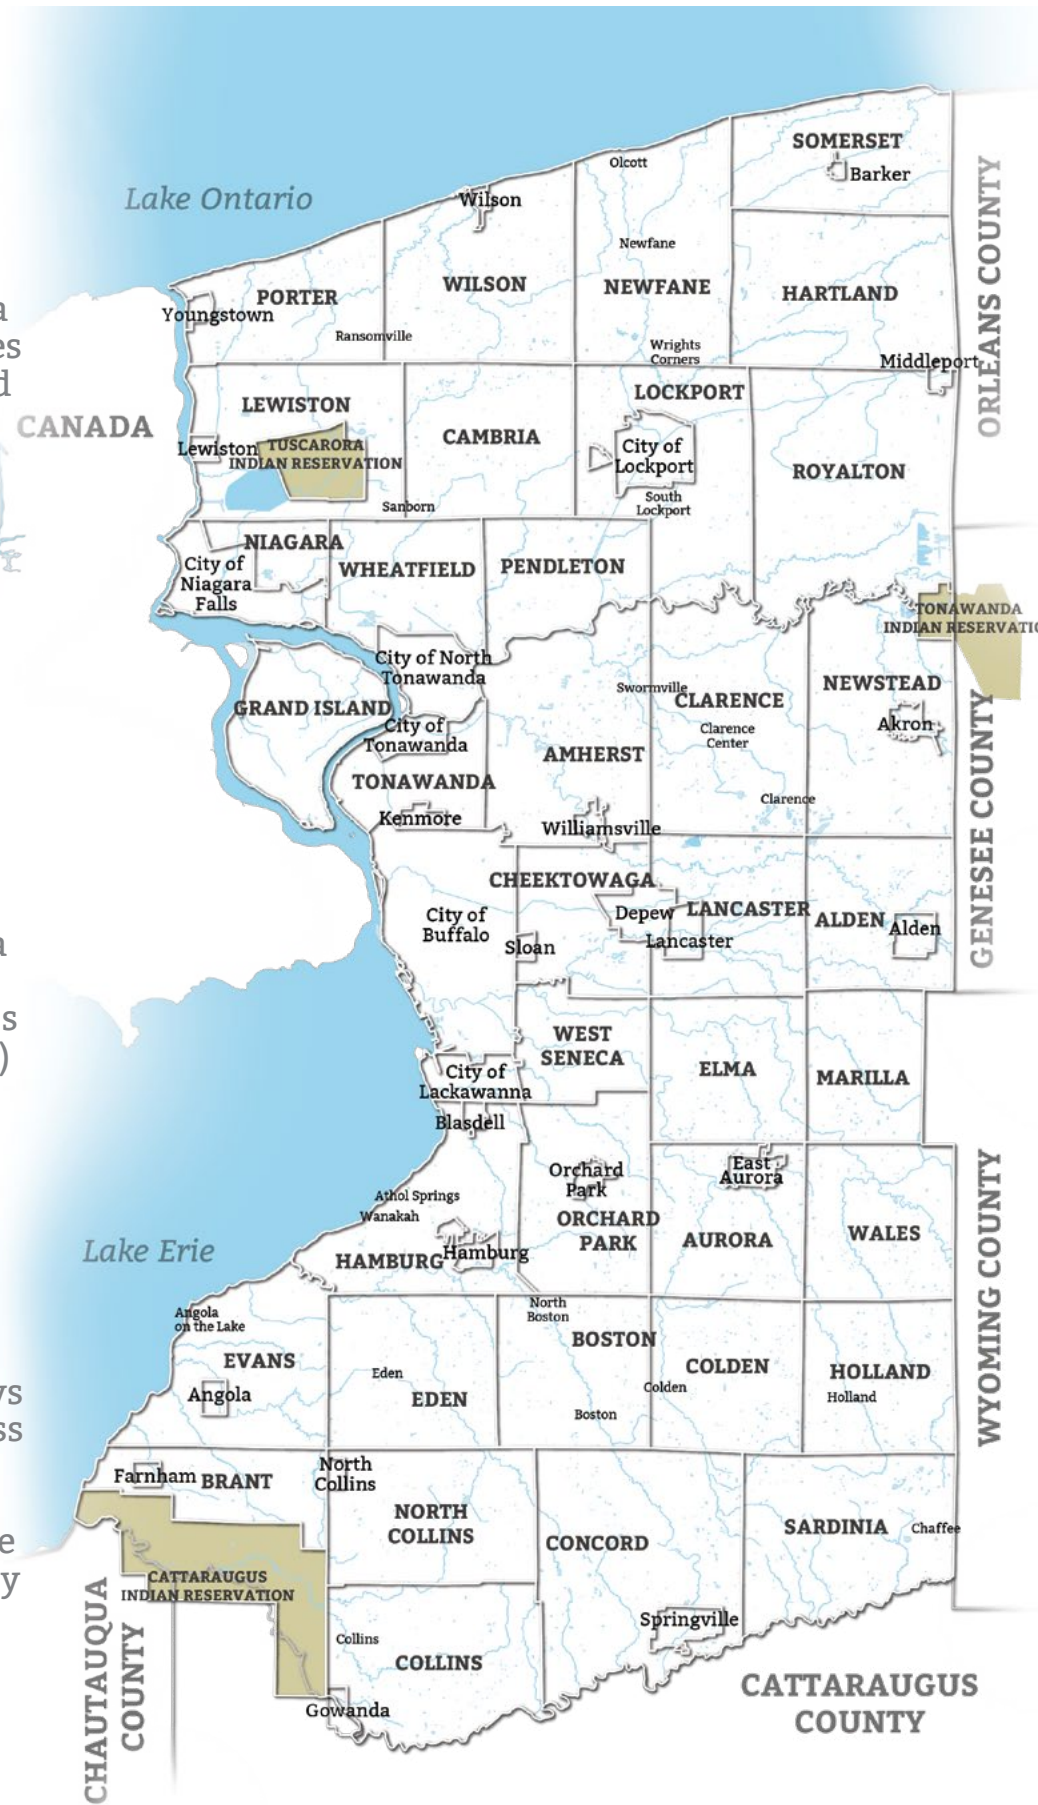 SOMERSET
Barker
Olcott
Lake Ontario
Wilson
Newfane
WILSON
NEWFANE
HARTLAND
PORTER
Youngstown
Ransomville
Wrights
Corners
Middleport
ORLEANS COUNTY
a
es
d
CANADA
LEWISTON
LOCKPORT
CAMBRIA
Lewiston
TUSCARORA
INDIAN RESERVATION
City of
Lockport
ROYALTON
South
Lockport
Sanborn
NIAGARA
City of
Niagara
Falls
WHEATFIELD
PENDLETON
TONAWANDA
INDIAN RESERVATIO
City of North
Tonawanda
Swormville
CLARENCE
NEWSTEAD
GRAND ISLAND
City of
Tonawanda
Clarence
Center
Akron
AMHERST
TONAWANDA
Clarence
Kenmore
Williamsville
GENESEE COUNTY
CHEEKTOWAGA
City of
Buffalo
Depew
LANCASTER
ALDEN
Alden
Sloan
Lancaster
a
s
)
WEST
SENECA
ELMA
MARILLA
City of
Lackawanna
Blasdell
Orchard
Park
East
Aurora
Athol Springs
Wanakah
ORCHARD
PARK
AURORA
WALES
Lake Erie
HAMBURG
Hamburg
WYOMING COUNTY
Angola
on the Lake
North
Boston
BOSTON
EVANS
Eden
COLDEN
HOLLAND
Angola
EDEN
Colden
Holland
Boston
ys
ss
Farnham
BRANT
North
Collins
NORTH
COLLINS
CONCORD
SARDINIA
Chaffee
e
y
CATTARAUGUS
INDIAN RESERVATION
Springville
Collins
COLLINS
Gowanda
CHAUTAUQUA
COUNTY
CATTARAUGUS
COUNTY